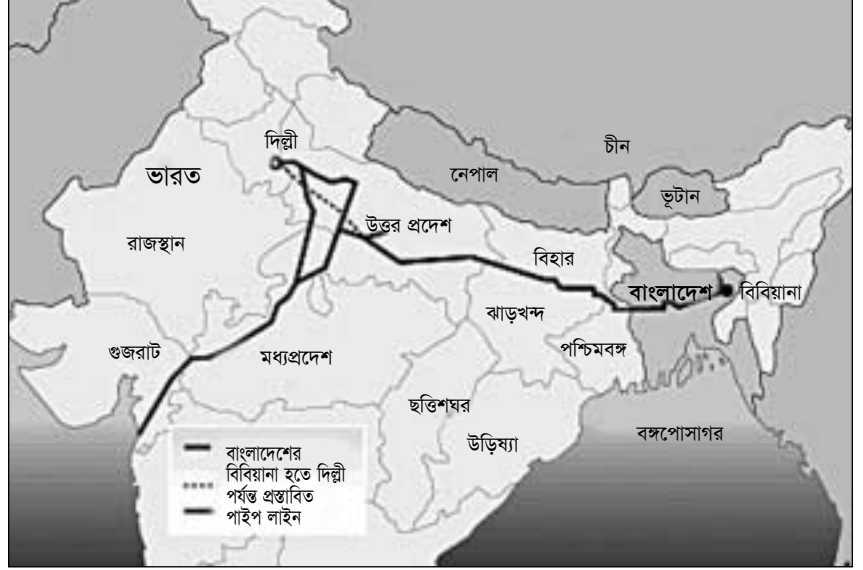 দিল্লী
চীন
নেপাল
ভারত
ভূটান
উত্তর প্রদেশ
রাজস্থান
বিহার
বাংলাদেশ
বিবিয়ানা
ঝাড়খন্দ
গুজরাট
মধ্যপ্রদেশ
পশ্চিমবঙ্গ
ছত্তিশঘর
বঙ্গপোসাগর
উড়িষ্যা
বাংলাদেশের
বিবিয়ানা হতে দিল্লী
পর্যন্ত প্রস্তাবিত
পাইপ লাইন